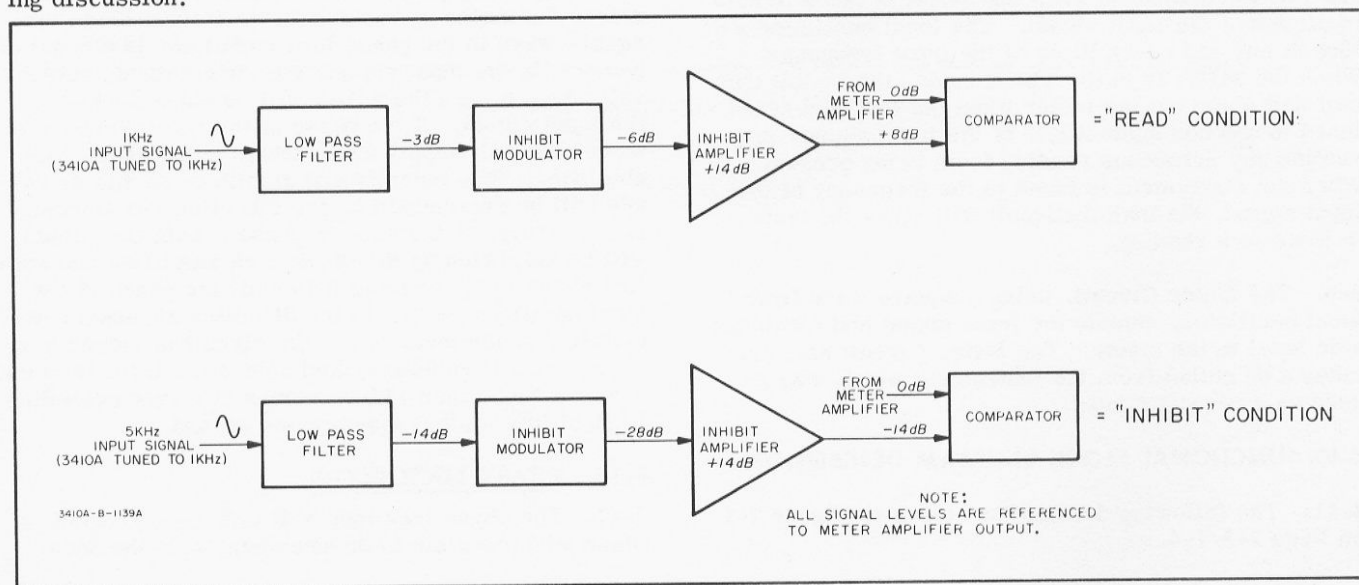 ing discussion.
1KHz
INPUT SIGNAL
(3410A TUNED TO 1KHz)
LOW PASS
FILTER
-3dB
INHIBIT
MODULATOR
-6dB
INHIBIT
AMPLIFIER
+14dB
FROM
METER
AMPLIFIER
0dB
+8dB
COMPARATOR
="READ" CONDITION.
5KHz
INPUT SIGNAL
(3410A TUNED TO 1KHz)
LOW PASS
FILTER
-14dB
INHIBIT
MODULATOR
-28dB
INHIBIT
AMPLIFIER
+14dB
FROM
METER
AMPLIFIER
0dB
-14dB
COMPARATOR
= "INHIBIT" CONDITION
3410A-B-1139A
NOTE:
ALL SIGNAL LEVELS ARE REFERENCED
TO METER AMPLIFIER OUTPUT.